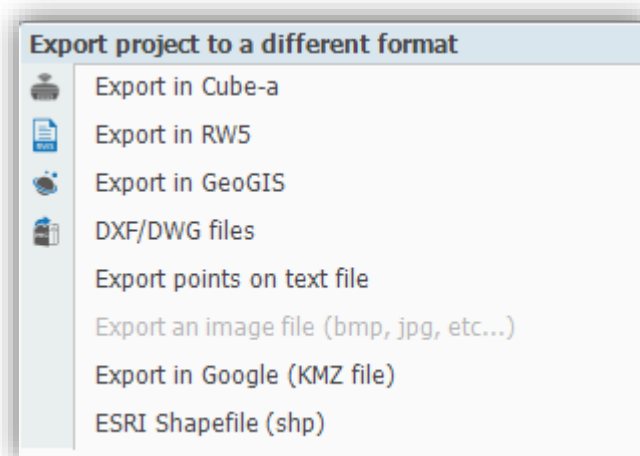 Export project to a different format
Export in Cube-a
Export in RW5
Export in GeoGIS
DXF/DWG files
Export points on text file
Export an image file (bmp, jpg, etc...)
Export in Google (KMZ file)
ESRI Shapefile (shp)